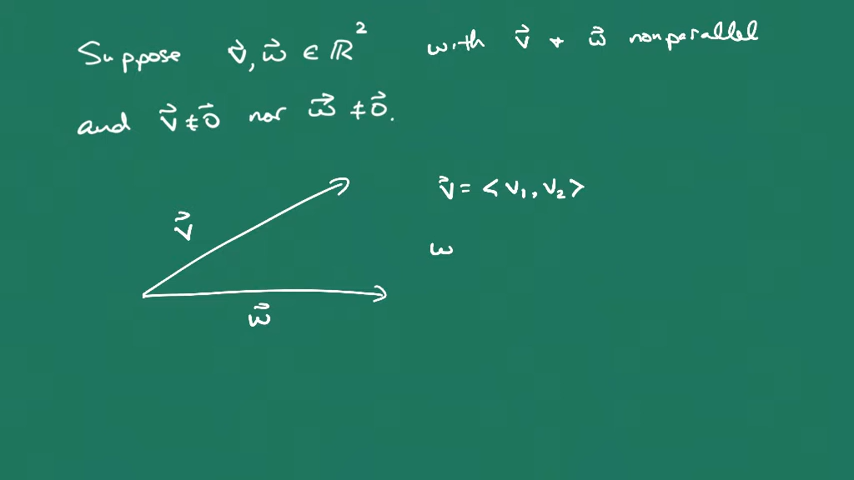 Suppose v⃗, w⃗ ∈ ℝ² with v⃗ + w⃗ nonparallel
and v⃗ ≠ 0⃗ nor w⃗ ≠ 0⃗.
v⃗ = <v₁, v₂>
v⃗
w
w⃗